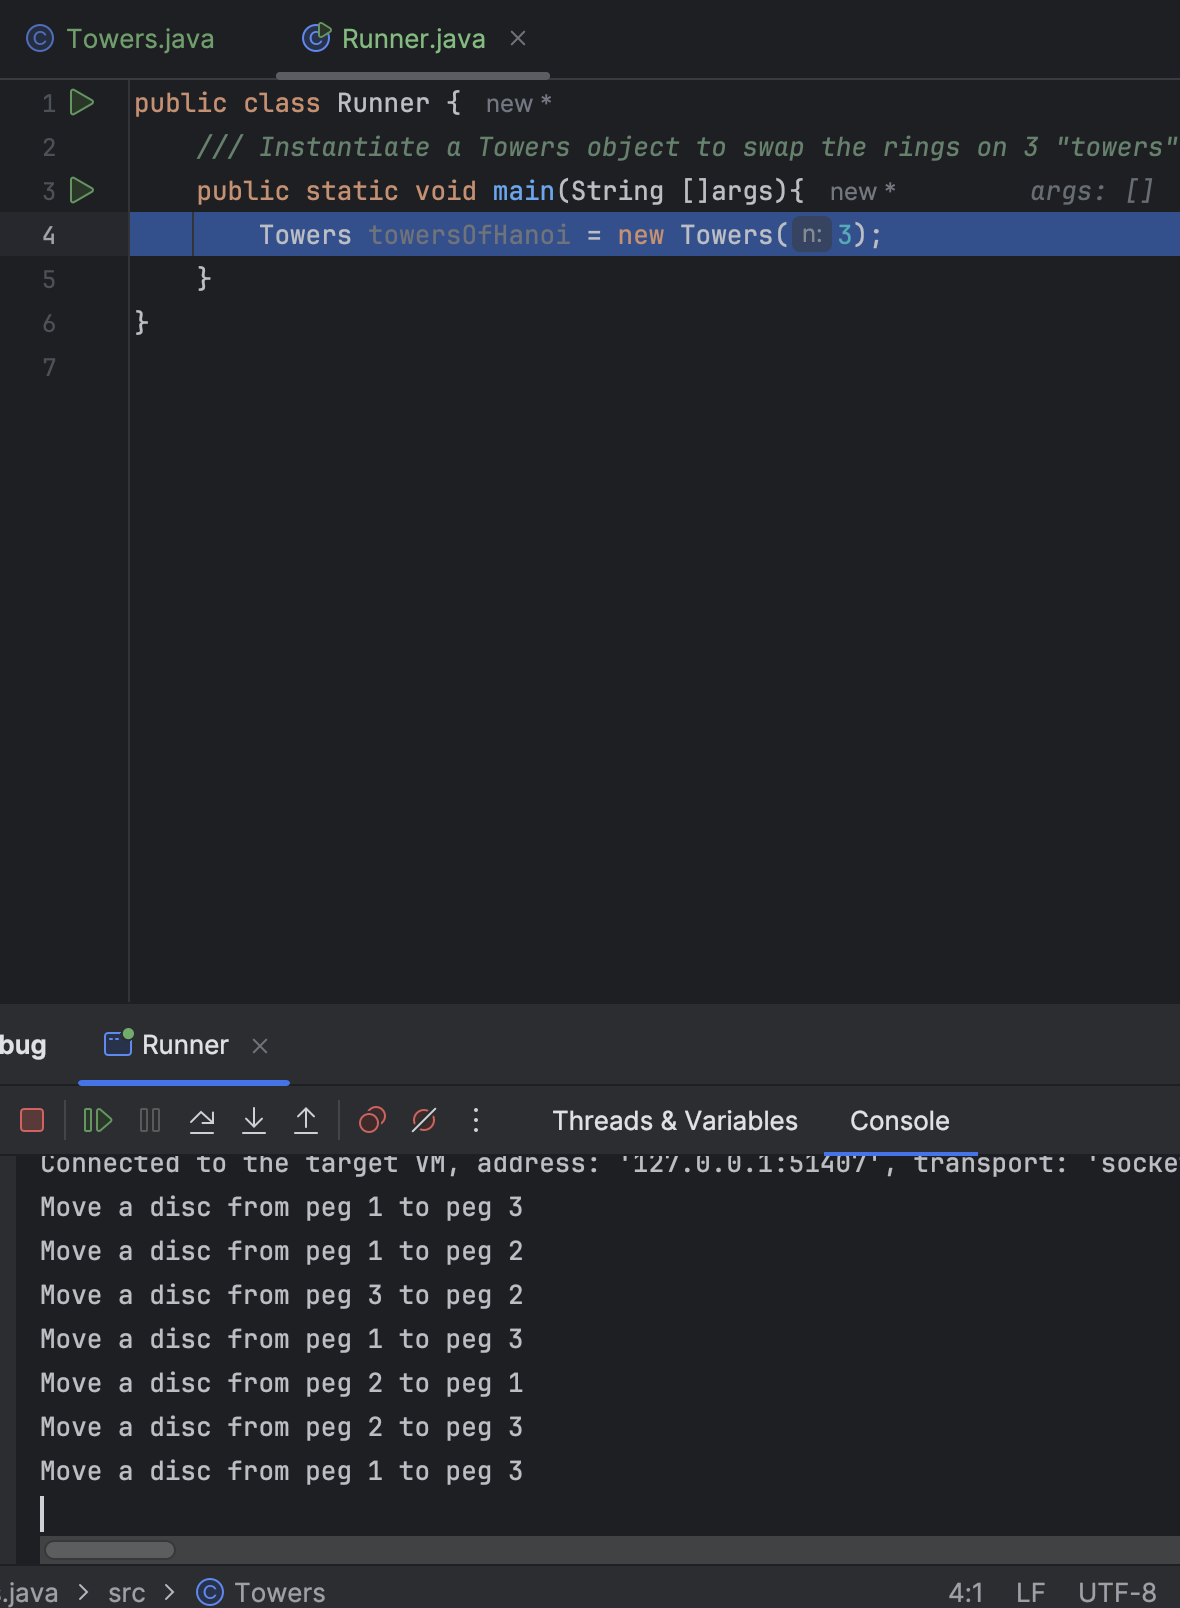 Towers.java Runner.java
1 public class Runner { new *
2 /// Instantiate a Towers object to swap the rings on 3 "towers"
3 public static void main(String []args){ new * args: []
4 Towers towersOfHanoi = new Towers( n: 3);
5 }
6 }
7
bug Runner
Threads & Variables Console
Connected to the target VM, address: '127.0.0.1:51407', transport: 'socke
Move a disc from peg 1 to peg 3
Move a disc from peg 1 to peg 2
Move a disc from peg 3 to peg 2
Move a disc from peg 1 to peg 3
Move a disc from peg 2 to peg 1
Move a disc from peg 2 to peg 3
Move a disc from peg 1 to peg 3
.java > src > Towers 4:1 LF UTF-8